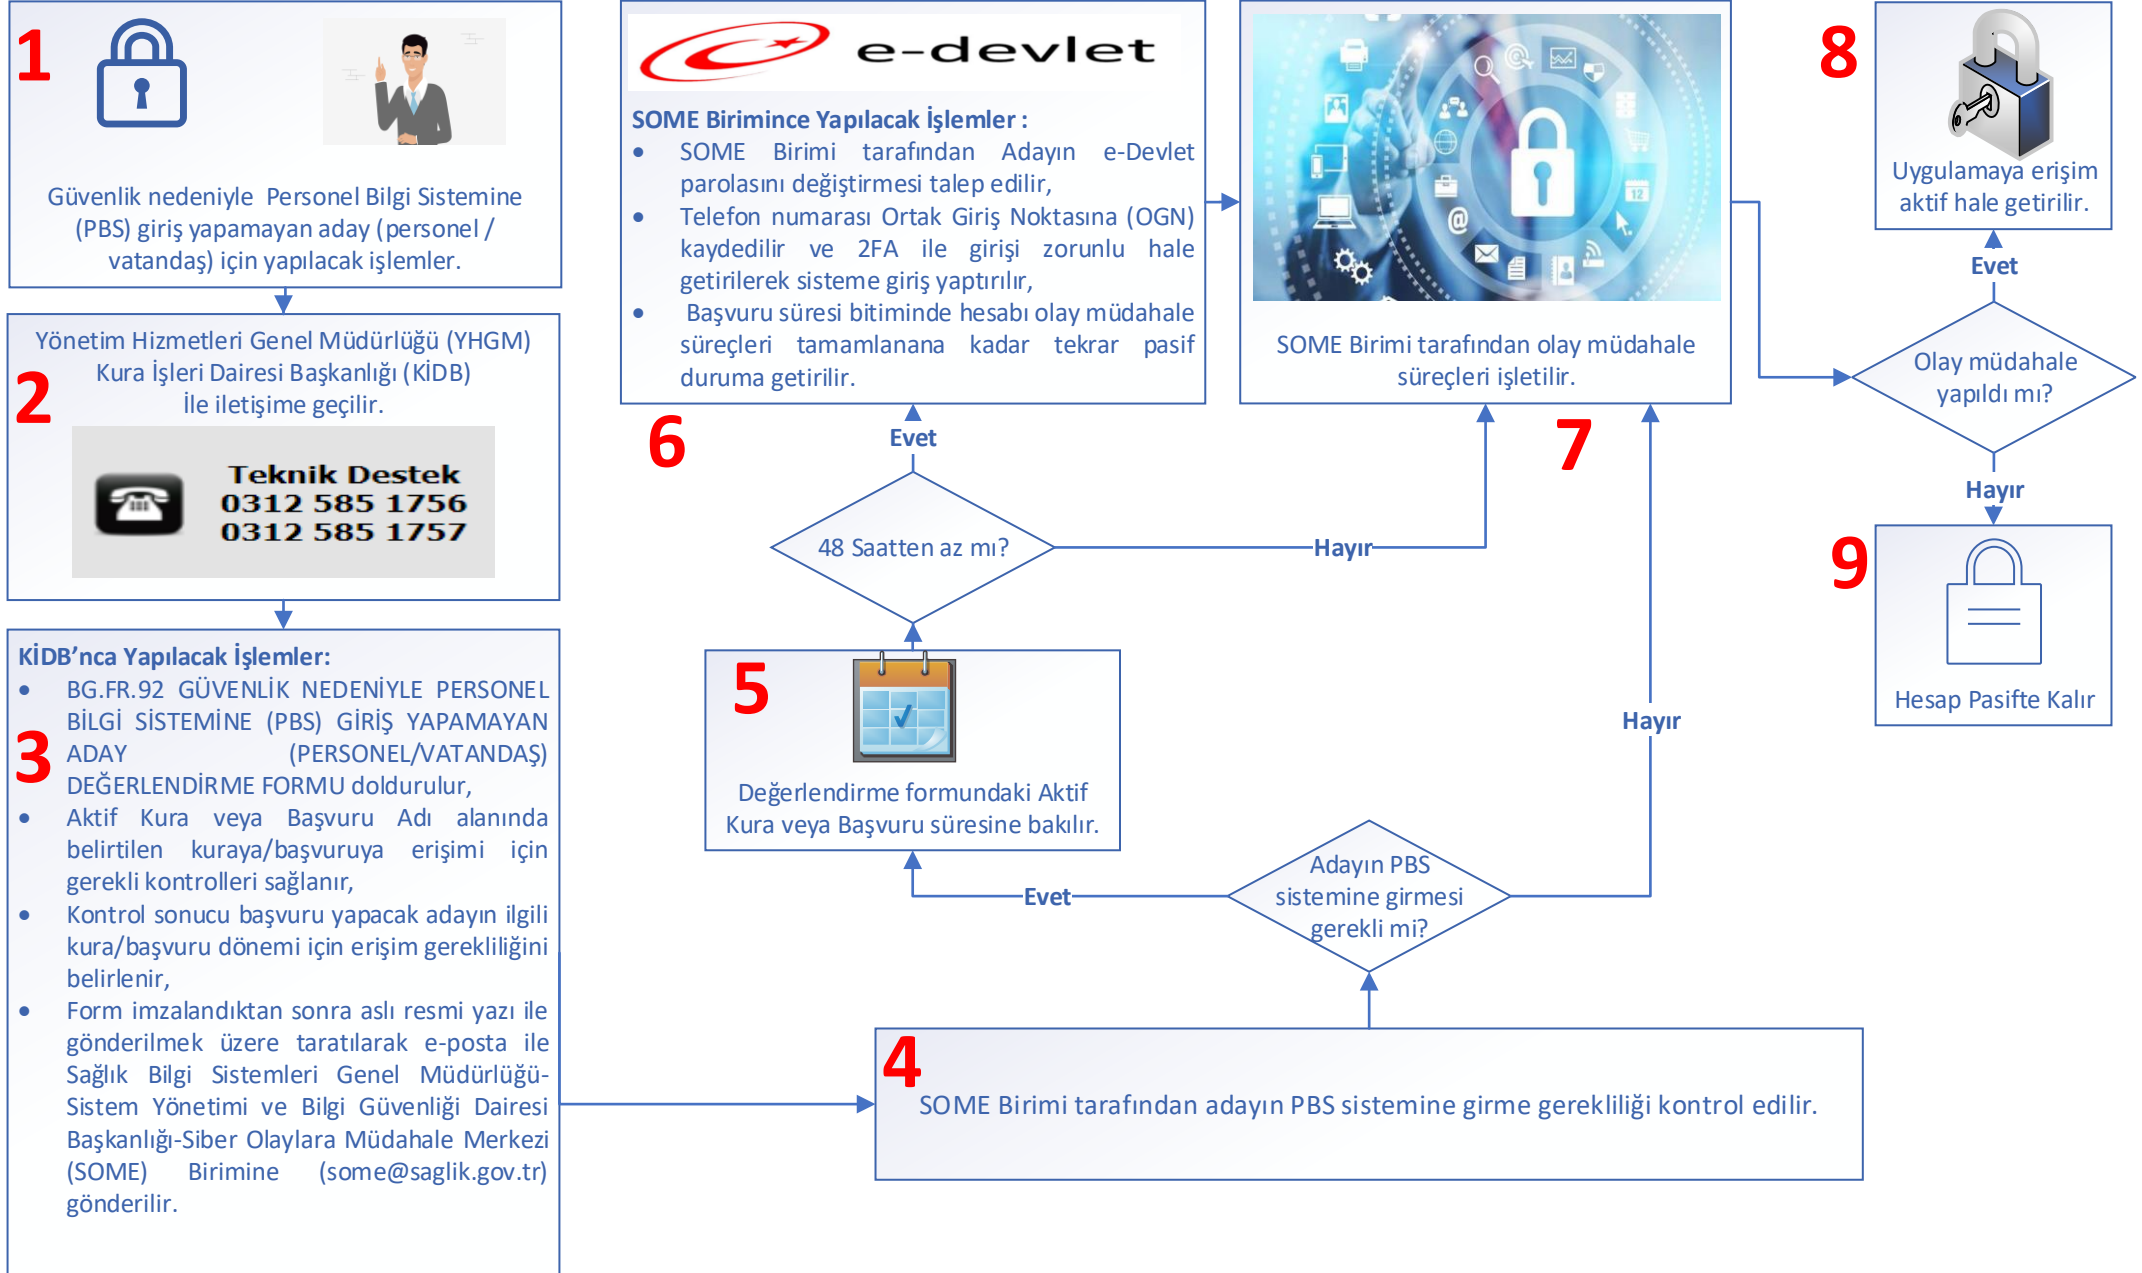 1
Güvenlik nedeniyle Personel Bilgi Sistemine
(PBS) giriş yapamayan aday (personel /
vatandaş) için yapılacak işlemler.
Yönetim Hizmetleri Genel Müdürlüğü (YHGM)
Kura İşleri Dairesi Başkanlığı (KİDB)
İle iletişime geçilir.
2
Teknik Destek
0312 585 1756
0312 585 1757
KİDB’nca Yapılacak İşlemler:
• BG.FR.92 GÜVENLİK NEDENİYLE PERSONEL
BİLGİ SİSTEMİNE (PBS) GİRİŞ YAPAMAYAN
ADAY (PERSONEL/VATANDAŞ)
DEĞERLENDİRME FORMU doldurulur,
3
• Aktif Kura veya Başvuru Adı alanında
belirtilen kuraya/başvuruya erişimi için
gerekli kontrolleri sağlanır,
• Kontrol sonucu başvuru yapacak adayın ilgili
kura/başvuru dönemi için erişim gerekliliğini
belirlenir,
• Form imzalandıktan sonra aslı resmi yazı ile
gönderilmek üzere taratılarak e-posta ile
Sağlık Bilgi Sistemleri Genel Müdürlüğü-
Sistem Yönetimi ve Bilgi Güvenliği Dairesi
Başkanlığı-Siber Olaylara Müdahale Merkezi
(SOME) Birimine (some@saglik.gov.tr)
gönderilir.
4
SOME Birimi tarafından adayın PBS sistemine girme gerekliliği kontrol edilir.
Adayın PBS
sistemine girmesi
gerekli mi?
Evet
Hayır
5
Değerlendirme formundaki Aktif
Kura veya Başvuru süresine bakılır.
48 Saatten az mı?
Evet
Hayır
6
e-devlet
SOME Birimince Yapılacak İşlemler :
• SOME Birimi tarafından Adayın e-Devlet
parolasını değiştirmesi talep edilir,
• Telefon numarası Ortak Giriş Noktasına (OGN)
kaydedilir ve 2FA ile girişi zorunlu hale
getirilerek sisteme giriş yaptırılır,
• Başvuru süresi bitiminde hesabı olay müdahale
süreçleri tamamlanana kadar tekrar pasif
duruma getirilir.
7
@
12
SOME Birimi tarafından olay müdahale
süreçleri işletilir.
Olay müdahale
yapıldı mı?
Evet
Hayır
8
Uygulamaya erişim
aktif hale getirilir.
9
Hesap Pasifte Kalır